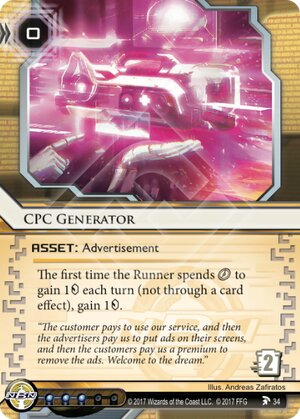 0
CPC Generator
ASSET: Advertisement
The first time the Runner spends to
gain 1 each turn (not through a card
effect), gain 1.
"The customer pays to use our service, and then
the advertisers pay us to put ads on their screens,
and then the customers pay us a premium to
remove the ads. Welcome to the dream."
2
Illus. Andreas Zafiratos
NBN
© 2017 Wizards of the Coast LLC. © 2017 FFG 34